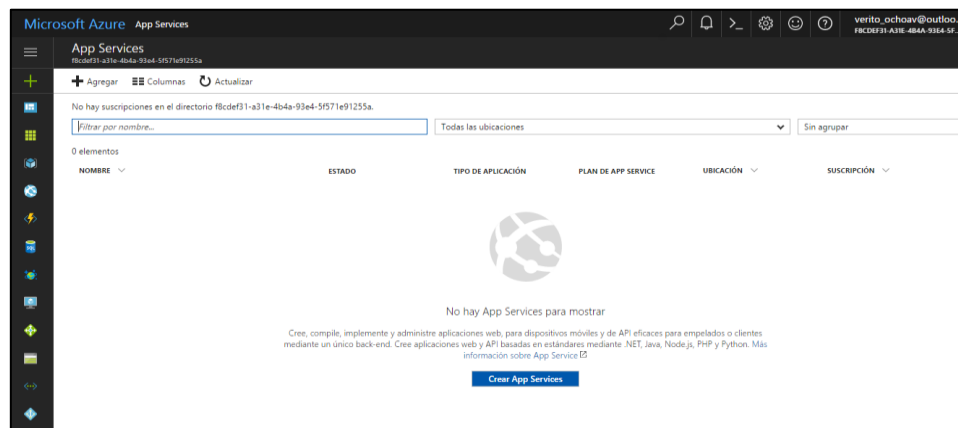 Microsoft Azure App Services
verito_ochoav@outloo...
F8CDEF31-A31E-4B4A-93E4-5F...
App Services
f8cdef31-a31e-4b4a-93e4-5f571e91255a
Agregar Columnas Actualizar
No hay suscripciones en el directorio f8cdef31-a31e-4b4a-93e4-5f571e91255a.
Filtrar por nombre... Todas las ubicaciones Sin agrupar
0 elementos
NOMBRE ESTADO TIPO DE APLICACIÓN PLAN DE APP SERVICE UBICACIÓN SUSCRIPCIÓN
No hay App Services para mostrar
Cree, compile, implemente y administre aplicaciones web, para dispositivos móviles y de API eficaces para empelados o clientes
mediante un único back-end. Cree aplicaciones web y API basadas en estándares mediante .NET, Java, Node.js, PHP y Python. Más
información sobre App Service
Crear App Services